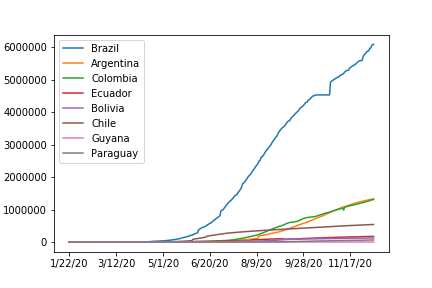 6000000
5000000
4000000
3000000
2000000
1000000
0
Brazil
Argentina
Colombia
Ecuador
Bolivia
Chile
Guyana
Paraguay
1/22/20 3/12/20 5/1/20 6/20/20 8/9/20 9/28/20 11/17/20